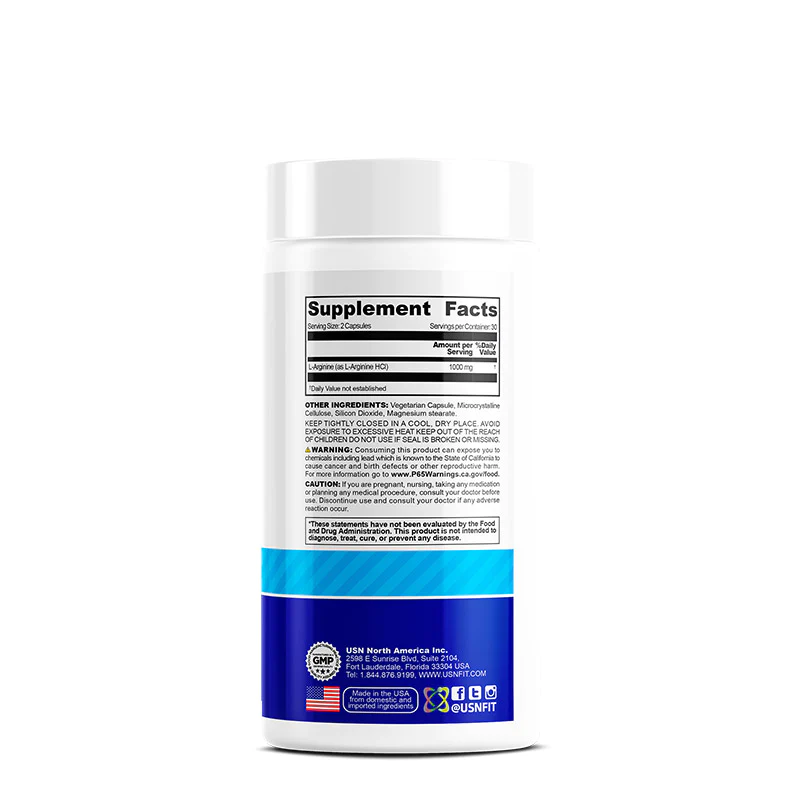 Supplement Facts
Serving Size: 2 Capsules Servings per Container: 30
Amount per %Daily
Serving Value
L-Arginine (as L-Arginine HCl) 1000 mg †
†Daily Value not established
OTHER INGREDIENTS: Vegetarian Capsule, Microcrystalline
Cellulose, Silicon Dioxide, Magnesium stearate.
KEEP TIGHTLY CLOSED IN A COOL, DRY PLACE. AVOID
EXPOSURE TO EXCESSIVE HEAT KEEP OUT OF THE REACH
OF CHILDREN DO NOT USE IF SEAL IS BROKEN OR MISSING.
⚠WARNING: Consuming this product can expose you to
chemicals including lead which is known to the State of California to
cause cancer and birth defects or other reproductive harm.
For more information go to www.P65Warnings.ca.gov/food.
CAUTION: If you are pregnant, nursing, taking any medication
or planning any medical procedure, consult your doctor before
use. Discontinue use and consult your doctor if any adverse
reaction occur.
*These statements have not been evaluated by the Food
and Drug Administration. This product is not intended to
diagnose, treat, cure, or prevent any disease.
GMP
USN North America Inc.
2598 E Sunrise Blvd, Suite 2104,
Fort Lauderdale, Florida 33304 USA
Tel: 1.844.876.9199, WWW.USNFIT.COM
Made in the USA
from domestic and
imported ingredients
@USNFIT